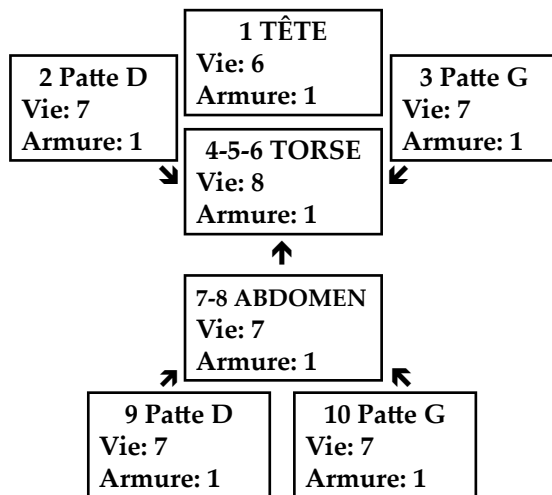 1 TÊTE
Vie: 6
Armure: 1
2 Patte D
Vie: 7
Armure: 1
3 Patte G
Vie: 7
Armure: 1
4-5-6 TORSE
Vie: 8
Armure: 1
7-8 ABDOMEN
Vie: 7
Armure: 1
9 Patte D
Vie: 7
Armure: 1
10 Patte G
Vie: 7
Armure: 1